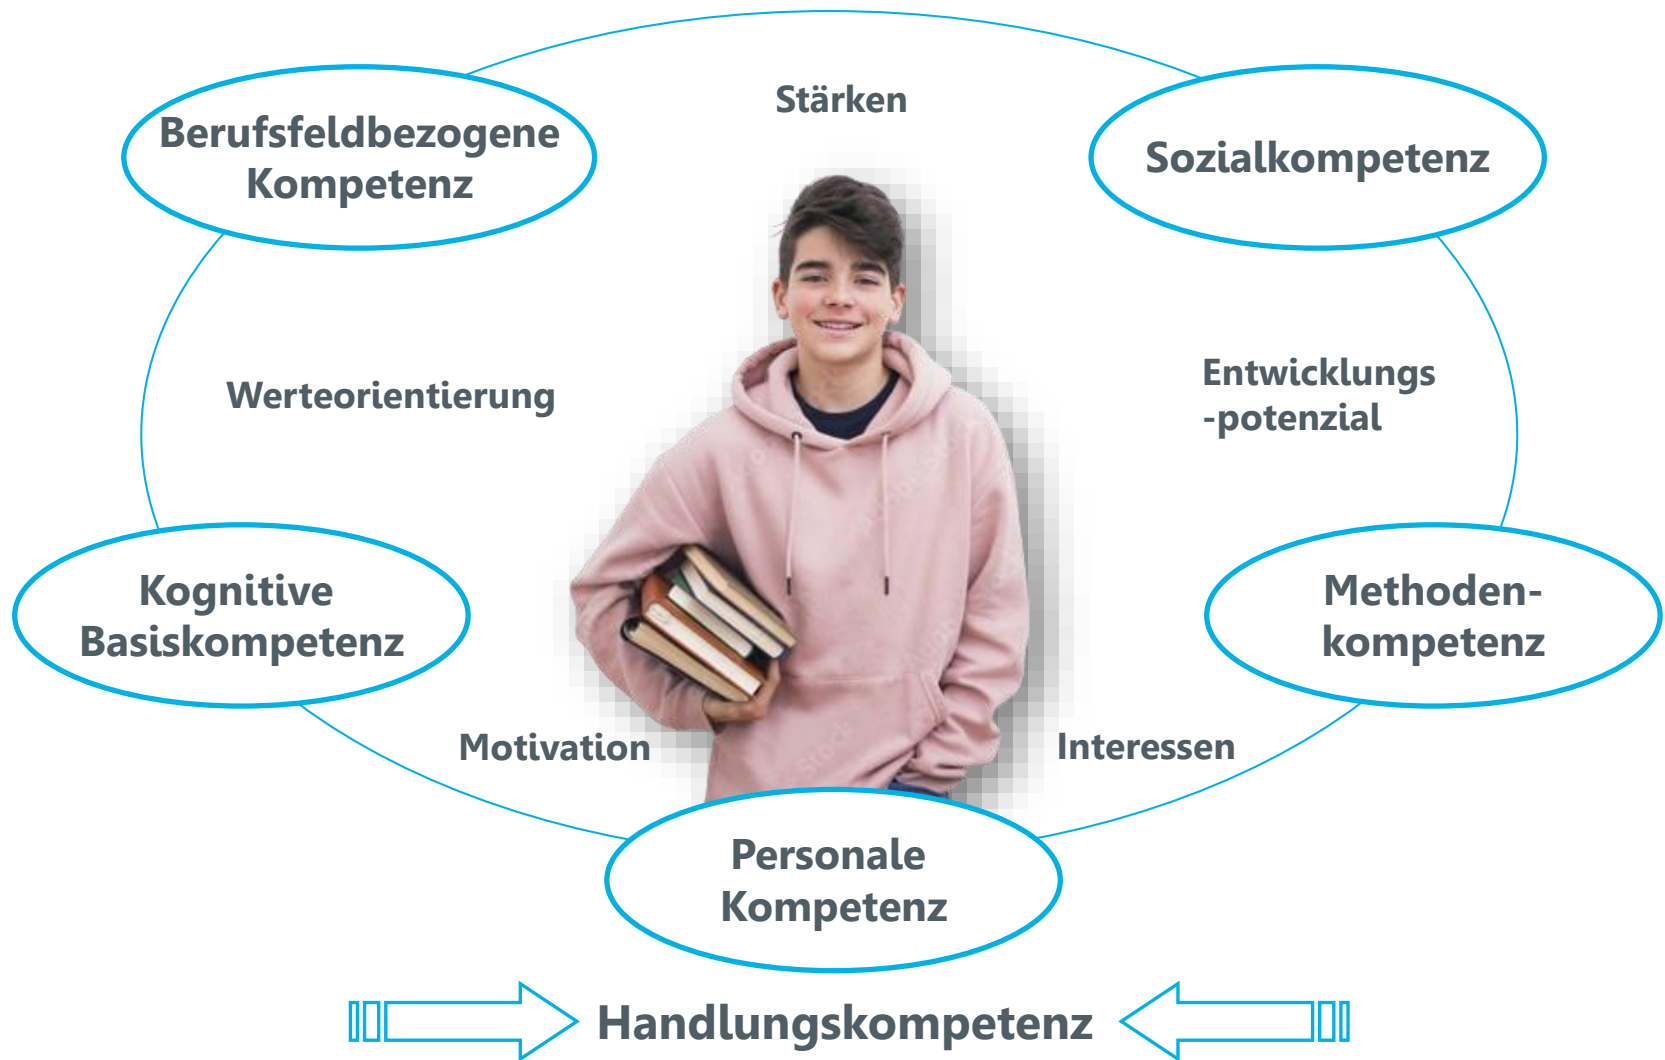 Stärken
Berufsfeldbezogene
Kompetenz
Sozialkompetenz
Werteorientierung
Entwicklungs
-potenzial
Kognitive
Basiskompetenz
Methoden-
kompetenz
Motivation
Interessen
Personale
Kompetenz
Handlungskompetenz